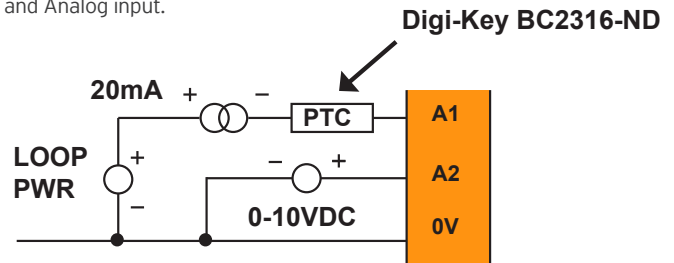 and Analog input.
Digi-Key BC2316-ND
20mA + − PTC A1
LOOP PWR + −
− + A2
0-10VDC 0V